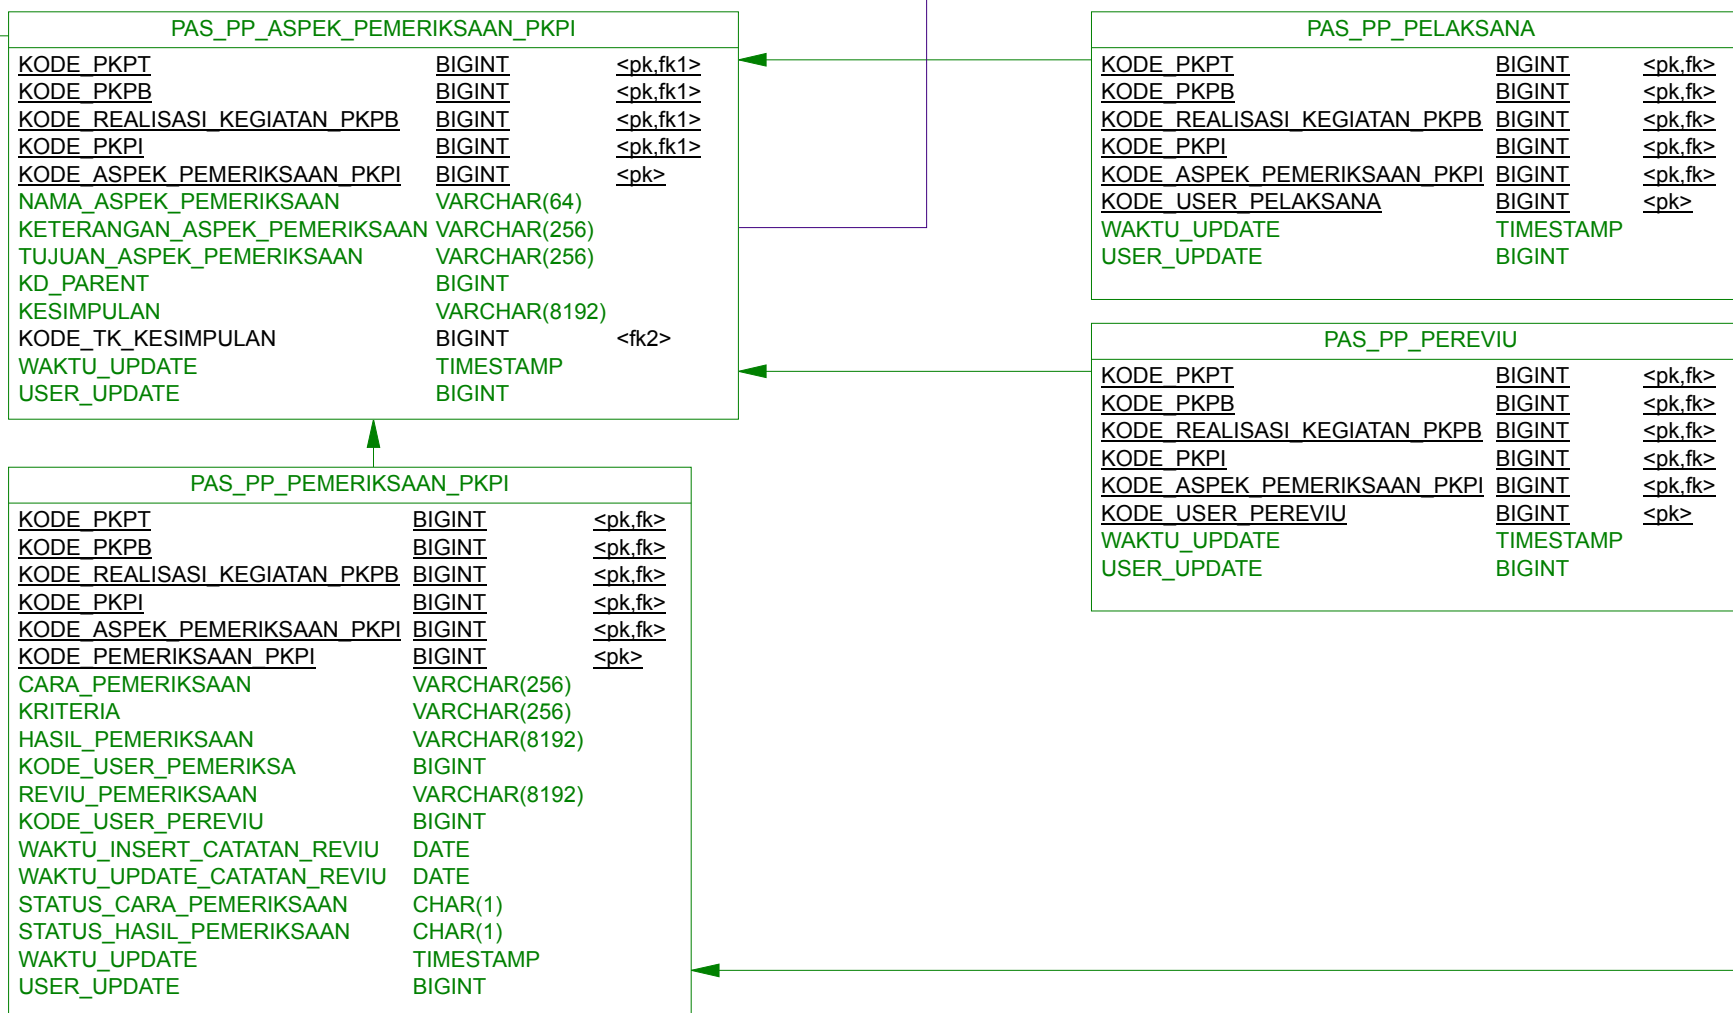 PAS_PP_ASPEK_PEMERIKSAAN_PKPI
KODE_PKPT BIGINT <pk,fk1>
KODE_PKPB BIGINT <pk,fk1>
KODE_REALISASI_KEGIATAN_PKPB BIGINT <pk,fk1>
KODE_PKPI BIGINT <pk,fk1>
KODE_ASPEK_PEMERIKSAAN_PKPI BIGINT <pk>
NAMA_ASPEK_PEMERIKSAAN VARCHAR(64)
KETERANGAN_ASPEK_PEMERIKSAAN VARCHAR(256)
TUJUAN_ASPEK_PEMERIKSAAN VARCHAR(256)
KD_PARENT BIGINT
KESIMPULAN VARCHAR(8192)
KODE_TK_KESIMPULAN BIGINT <fk2>
WAKTU_UPDATE TIMESTAMP
USER_UPDATE BIGINT
PAS_PP_PELAKSANA
KODE_PKPT BIGINT <pk,fk>
KODE_PKPB BIGINT <pk,fk>
KODE_REALISASI_KEGIATAN_PKPB BIGINT <pk,fk>
KODE_PKPI BIGINT <pk,fk>
KODE_ASPEK_PEMERIKSAAN_PKPI BIGINT <pk,fk>
KODE_USER_PELAKSANA BIGINT <pk>
WAKTU_UPDATE TIMESTAMP
USER_UPDATE BIGINT
PAS_PP_PEREVIU
KODE_PKPT BIGINT <pk,fk>
KODE_PKPB BIGINT <pk,fk>
KODE_REALISASI_KEGIATAN_PKPB BIGINT <pk,fk>
KODE_PKPI BIGINT <pk,fk>
KODE_ASPEK_PEMERIKSAAN_PKPI BIGINT <pk,fk>
KODE_USER_PEREVIU BIGINT <pk>
WAKTU_UPDATE TIMESTAMP
USER_UPDATE BIGINT
PAS_PP_PEMERIKSAAN_PKPI
KODE_PKPT BIGINT <pk,fk>
KODE_PKPB BIGINT <pk,fk>
KODE_REALISASI_KEGIATAN_PKPB BIGINT <pk,fk>
KODE_PKPI BIGINT <pk,fk>
KODE_ASPEK_PEMERIKSAAN_PKPI BIGINT <pk,fk>
KODE_PEMERIKSAAN_PKPI BIGINT <pk>
CARA_PEMERIKSAAN VARCHAR(256)
KRITERIA VARCHAR(256)
HASIL_PEMERIKSAAN VARCHAR(8192)
KODE_USER_PEMERIKSA BIGINT
REVIU_PEMERIKSAAN VARCHAR(8192)
KODE_USER_PEREVIU BIGINT
WAKTU_INSERT_CATATAN_REVIU DATE
WAKTU_UPDATE_CATATAN_REVIU DATE
STATUS_CARA_PEMERIKSAAN CHAR(1)
STATUS_HASIL_PEMERIKSAAN CHAR(1)
WAKTU_UPDATE TIMESTAMP
USER_UPDATE BIGINT